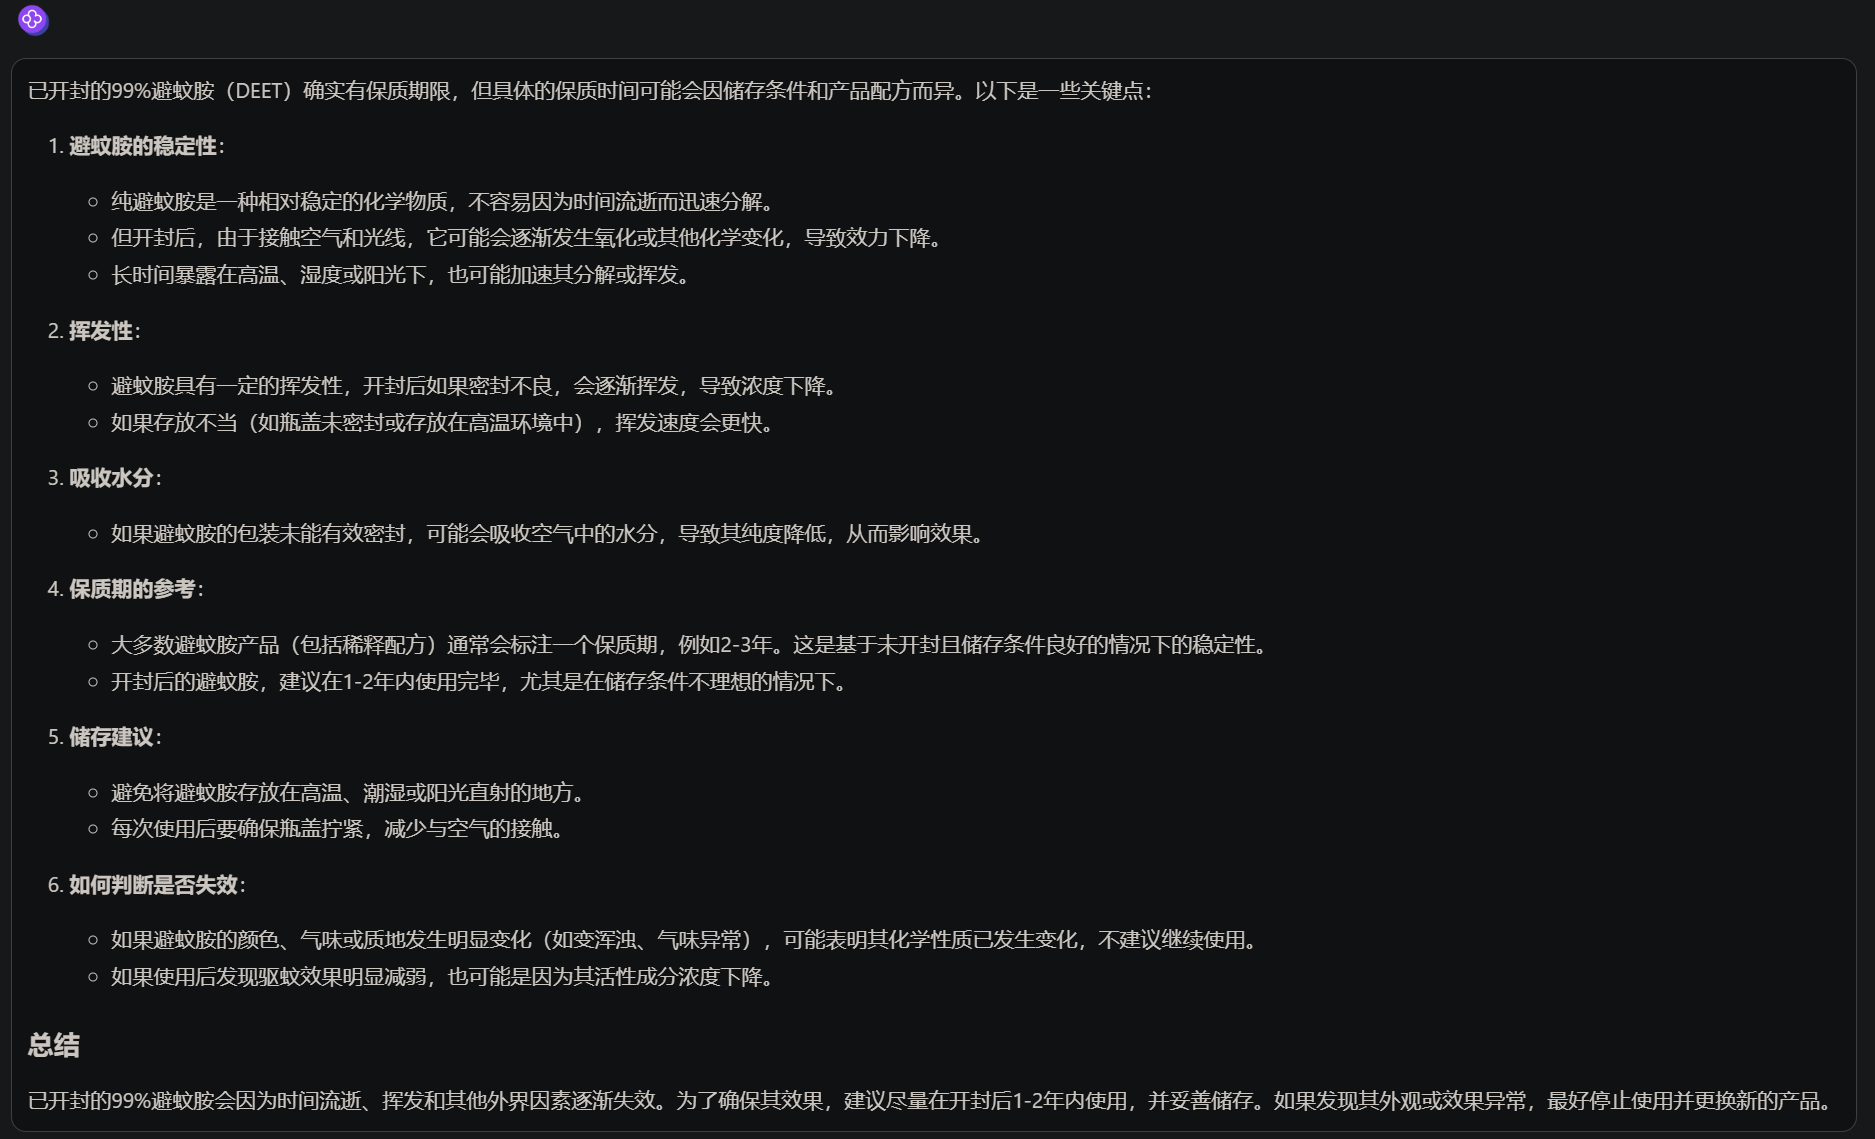 已开封的99%避蚊胺（DEET）确实有保质期限，但具体的保质时间可能会因储存条件和产品配方而异。以下是一些关键点：
1. 避蚊胺的稳定性：
纯避蚊胺是一种相对稳定的化学物质，不容易因为时间流逝而迅速分解。
但开封后，由于接触空气和光线，它可能会逐渐发生氧化或其他化学变化，导致效力下降。
长时间暴露在高温、湿度或阳光下，也可能加速其分解或挥发。
2. 挥发性：
避蚊胺具有一定的挥发性，开封后如果密封不良，会逐渐挥发，导致浓度下降。
如果存放不当（如瓶盖未密封或存放在高温环境中），挥发速度会更快。
3. 吸收水分：
如果避蚊胺的包装未能有效密封，可能会吸收空气中的水分，导致其纯度降低，从而影响效果。
4. 保质期的参考：
大多数避蚊胺产品（包括稀释配方）通常会标注一个保质期，例如2-3年。这是基于未开封且储存条件良好的情况下的稳定性。
开封后的避蚊胺，建议在1-2年内使用完毕，尤其是在储存条件不理想的情况下。
5. 储存建议：
避免将避蚊胺存放在高温、潮湿或阳光直射的地方。
每次使用后要确保瓶盖拧紧，减少与空气的接触。
6. 如何判断是否失效：
如果避蚊胺的颜色、气味或质地发生明显变化（如变浑浊、气味异常），可能表明其化学性质已发生变化，不建议继续使用。
如果使用后发现驱蚊效果明显减弱，也可能是因为其活性成分浓度下降。
总结
已开封的99%避蚊胺会因为时间流逝、挥发和其他外界因素逐渐失效。为了确保其效果，建议尽量在开封后1-2年内使用，并妥善储存。如果发现其外观或效果异常，最好停止使用并更换新的产品。